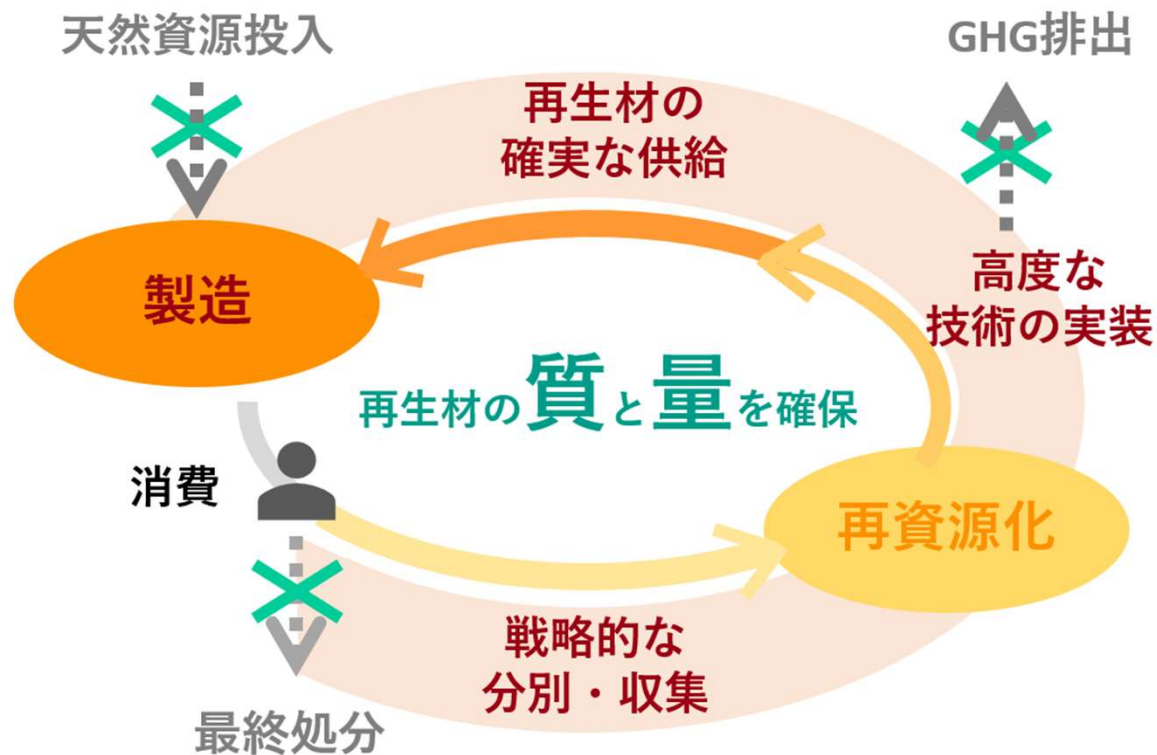 天然資源投入
GHG排出
再生材の
確実な供給
製造
高度な
技術の実装
再生材の質と量を確保
消費
再資源化
戦略的な
分別・収集
最終処分